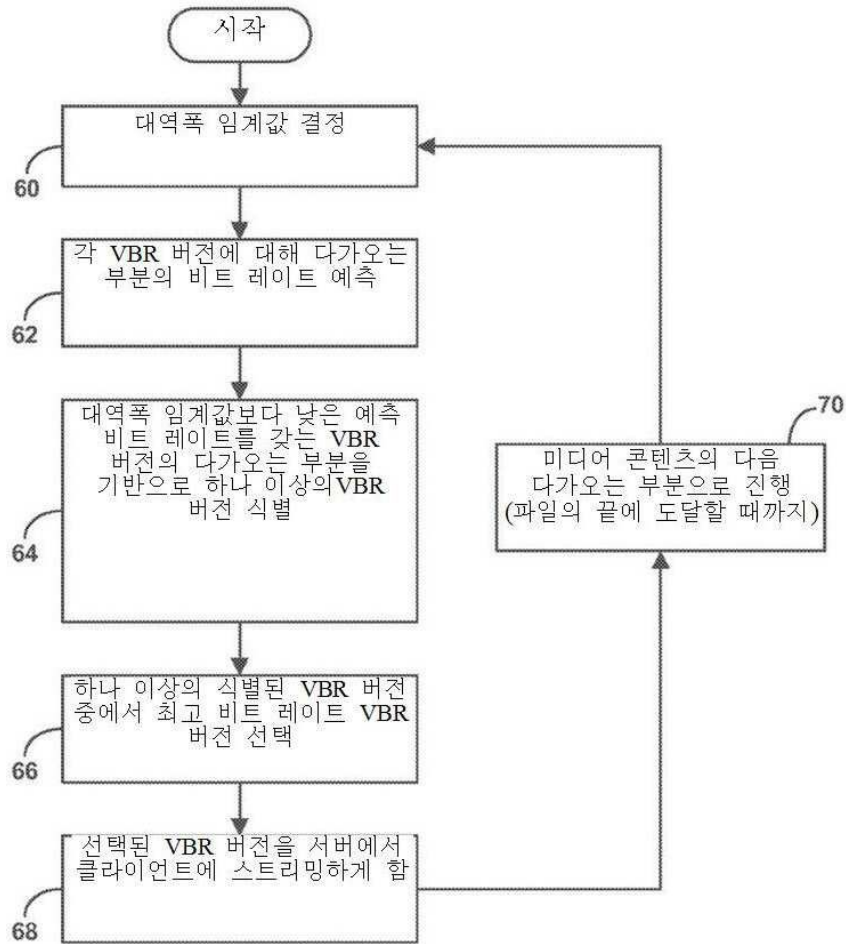 시작
대역폭 임계값 결정
60
각 VBR 버전에 대해 다가오는
부분의 비트 레이트 예측
62
대역폭 임계값보다 낮은 예측
비트 레이트를 갖는 VBR
버전의 다가오는 부분을
기반으로 하나 이상의VBR
버전 식별
64
하나 이상의 식별된 VBR 버전
중에서 최고 비트 레이트 VBR
버전 선택
66
선택된 VBR 버전을 서버에서
클라이언트에 스트리밍하게 함
68
70
미디어 콘텐츠의 다음
다가오는 부분으로 진행
(파일의 끝에 도달할 때까지)